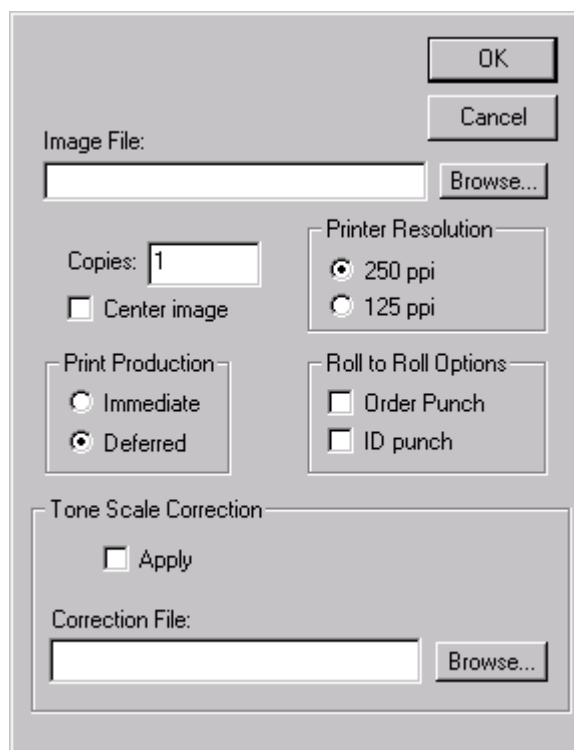 OK
Cancel
Image File:
Browse...
Copies: 1
Center image
Printer Resolution
250 ppi
125 ppi
Print Production
Immediate
Deferred
Roll to Roll Options
Order Punch
ID punch
Tone Scale Correction
Apply
Correction File:
Browse...